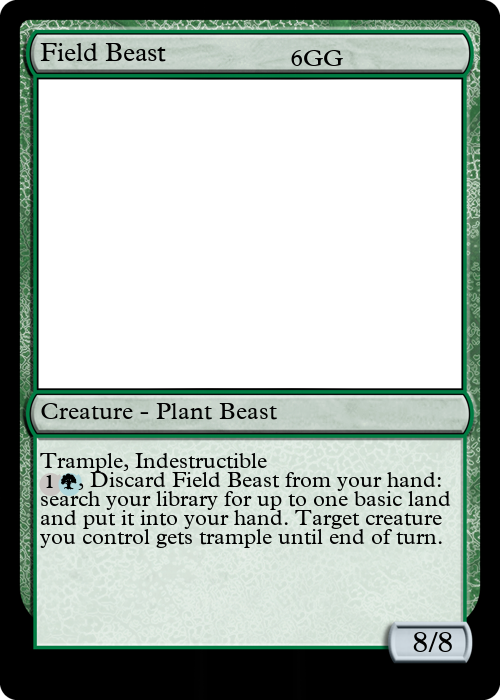 Field Beast 6GG
Creature - Plant Beast
Trample, Indestructible
1 , Discard Field Beast from your hand:
search your library for up to one basic land
and put it into your hand. Target creature
you control gets trample until end of turn.
8/8